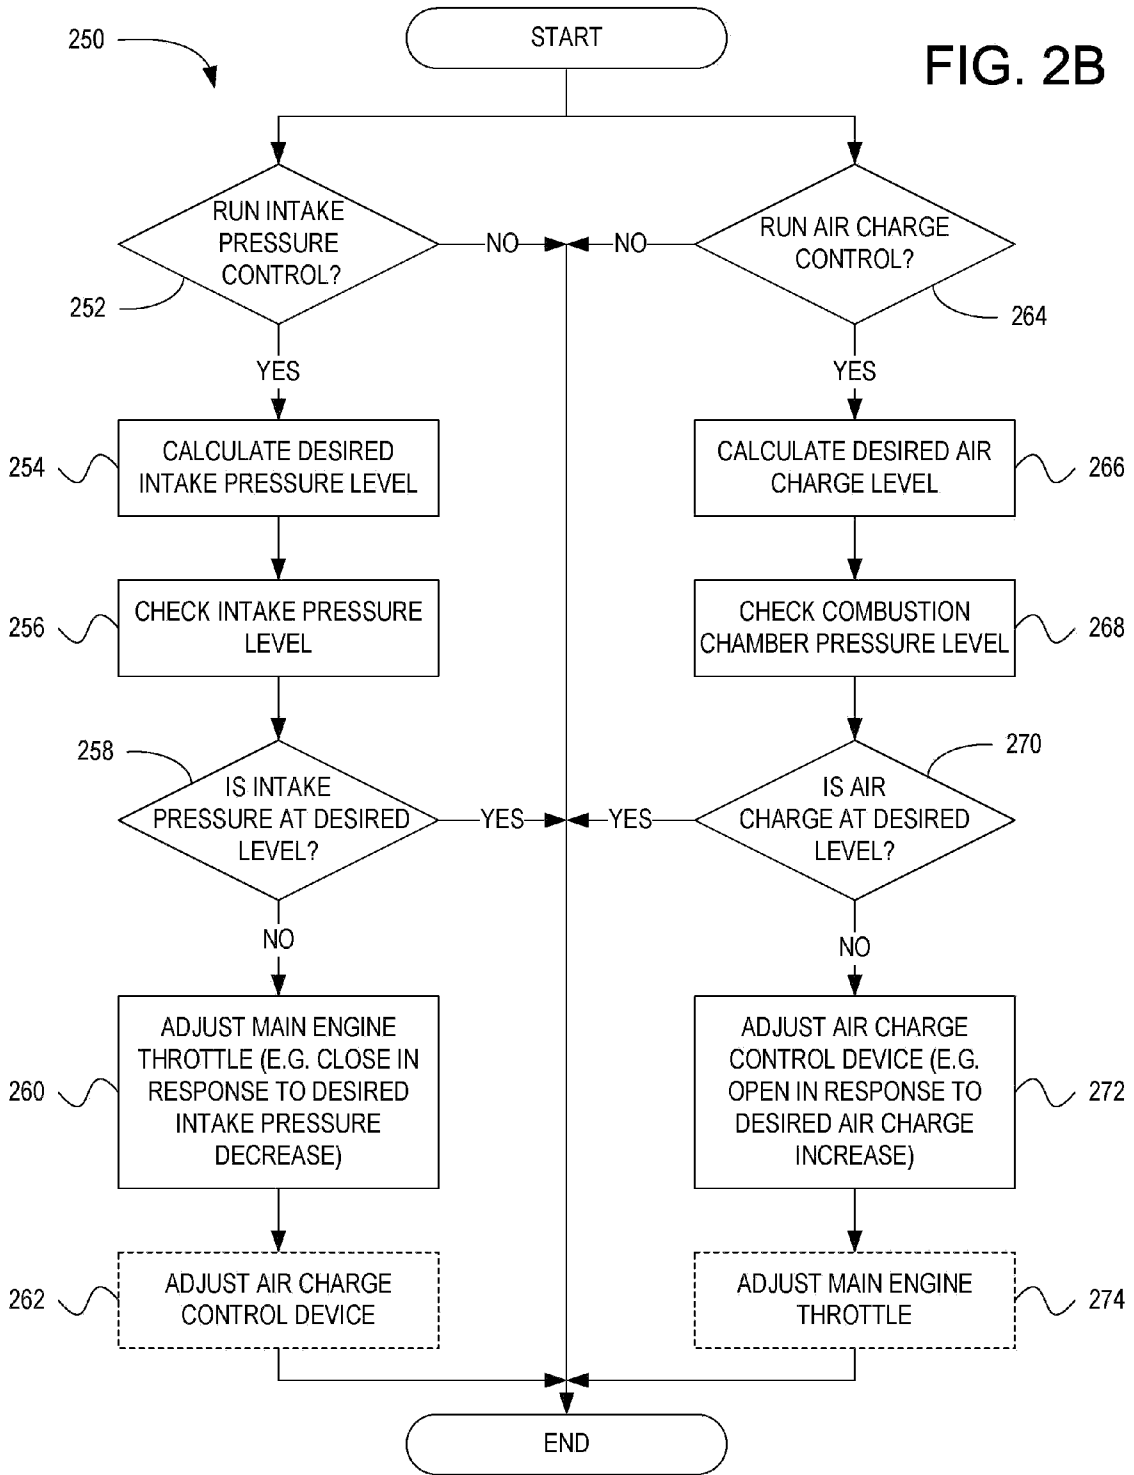 250
START
FIG. 2B
RUN INTAKE
PRESSURE
CONTROL?
252
NO
NO
RUN AIR CHARGE
CONTROL?
264
YES
YES
254
CALCULATE DESIRED
INTAKE PRESSURE LEVEL
CALCULATE DESIRED AIR
CHARGE LEVEL
266
256
CHECK INTAKE PRESSURE
LEVEL
CHECK COMBUSTION
CHAMBER PRESSURE LEVEL
268
258
IS INTAKE
PRESSURE AT DESIRED
LEVEL?
YES
YES
270
IS AIR
CHARGE AT DESIRED
LEVEL?
NO
NO
260
ADJUST MAIN ENGINE
THROTTLE (E.G. CLOSE IN
RESPONSE TO DESIRED
INTAKE PRESSURE
DECREASE)
ADJUST AIR CHARGE
CONTROL DEVICE (E.G.
OPEN IN RESPONSE TO
DESIRED AIR CHARGE
INCREASE)
272
262
ADJUST AIR CHARGE
CONTROL DEVICE
ADJUST MAIN ENGINE
THROTTLE
274
END